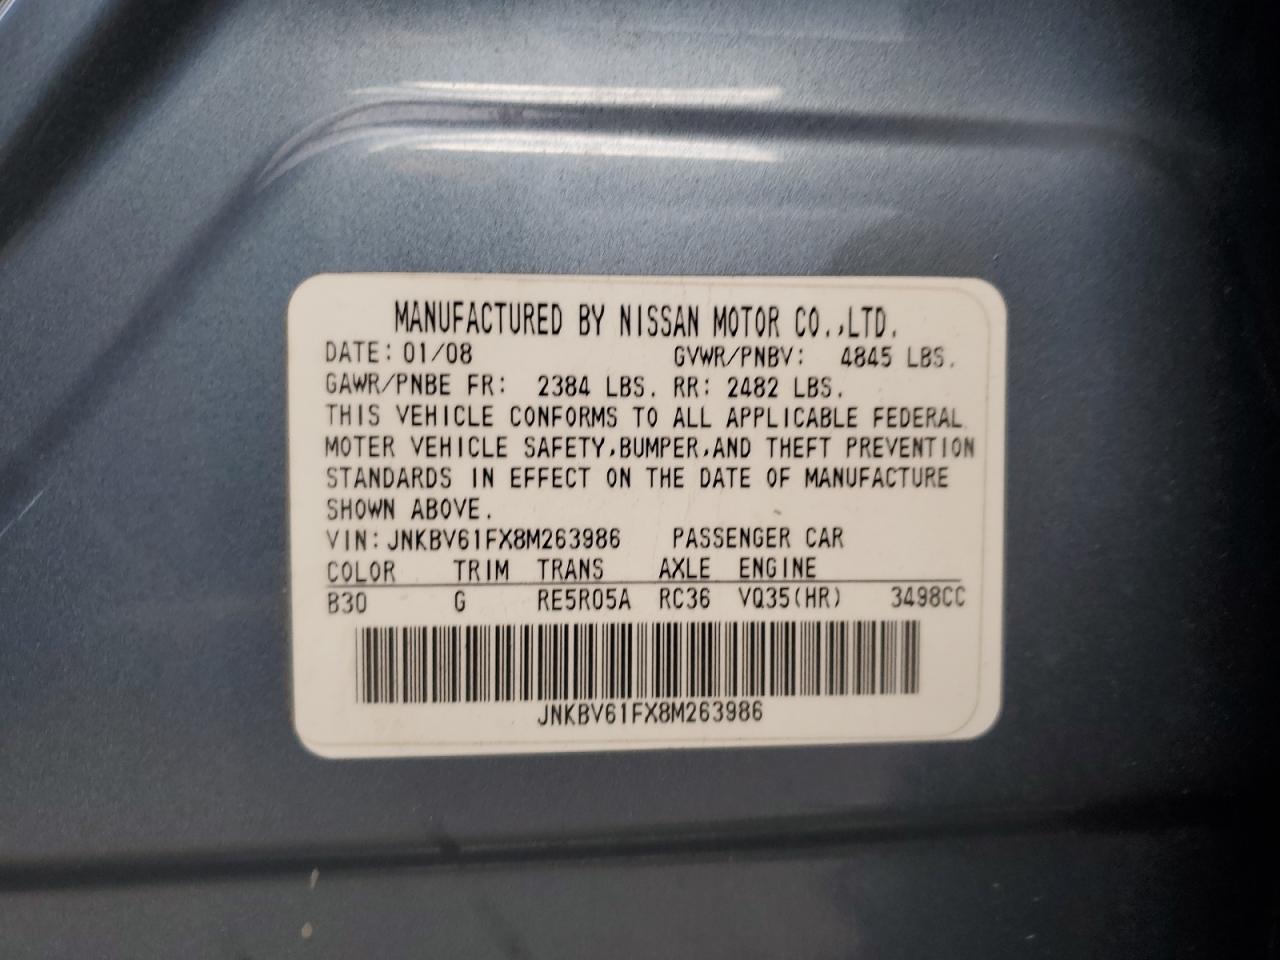 MANUFACTURED BY NISSAN MOTOR CO.,LTD.
DATE: 01/08 GVWR/PNBV: 4845 LBS.
GAWR/PNBE FR: 2384 LBS. RR: 2482 LBS.
THIS VEHICLE CONFORMS TO ALL APPLICABLE FEDERAL
MOTER VEHICLE SAFETY,BUMPER,AND THEFT PREVENTION
STANDARDS IN EFFECT ON THE DATE OF MANUFACTURE
SHOWN ABOVE.
VIN: JNKBV61FX8M263986 PASSENGER CAR
COLOR TRIM TRANS AXLE ENGINE
B30 G RE5R05A RC36 VQ35(HR) 3498CC
JNKBV61FX8M263986